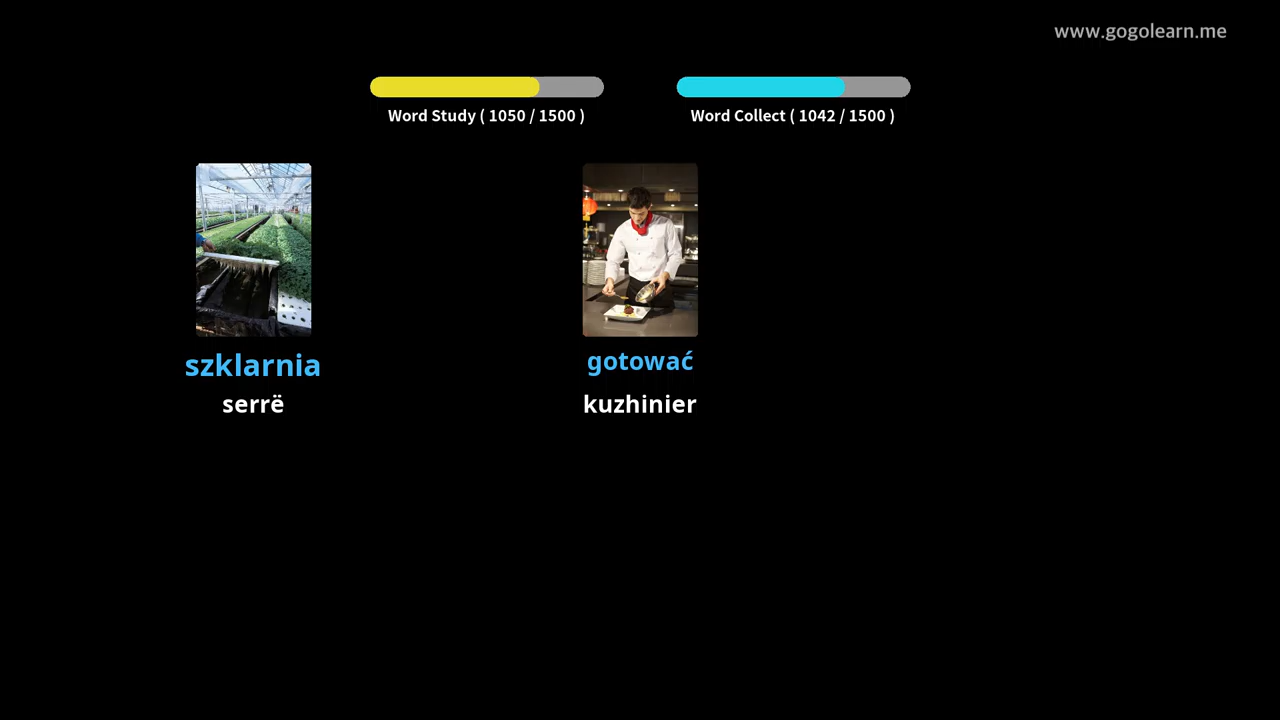 www.gogolearn.me
Word Study ( 1050 / 1500 )
Word Collect ( 1042 / 1500 )
szklarnia
serrë
gotować
kuzhinier